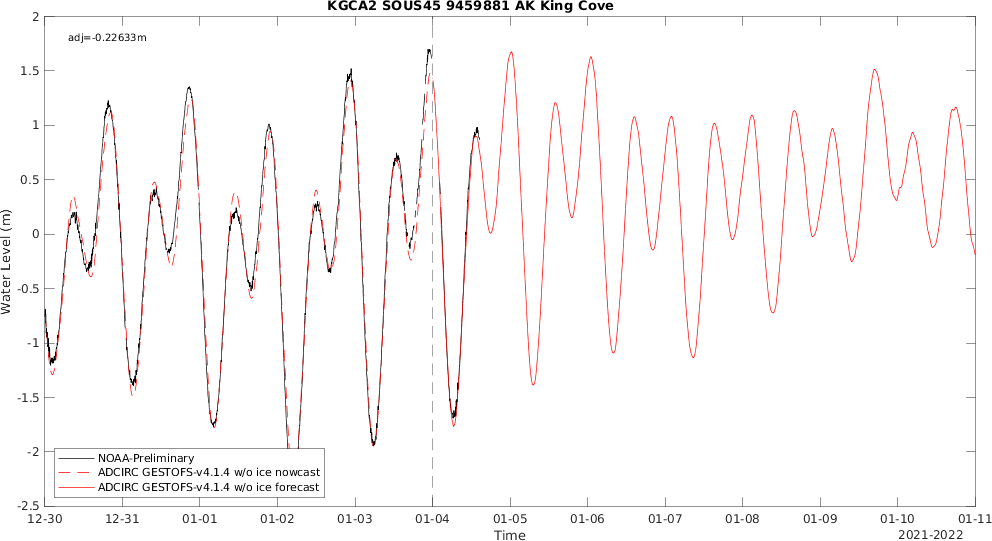 KGCA2 SOUS45 9459881 AK King Cove
adj=-0.22633m
Water Level (m)
2
1.5
1
0.5
0
-0.5
-1
-1.5
-2
-2.5
NOAA-Preliminary
ADCIRC GESTOFS-v4.1.4 w/o ice nowcast
ADCIRC GESTOFS-v4.1.4 w/o ice forecast
12-30 12-31 01-01 01-02 01-03 01-04 01-05 01-06 01-07 01-08 01-09 01-10 01-11
Time
2021-2022